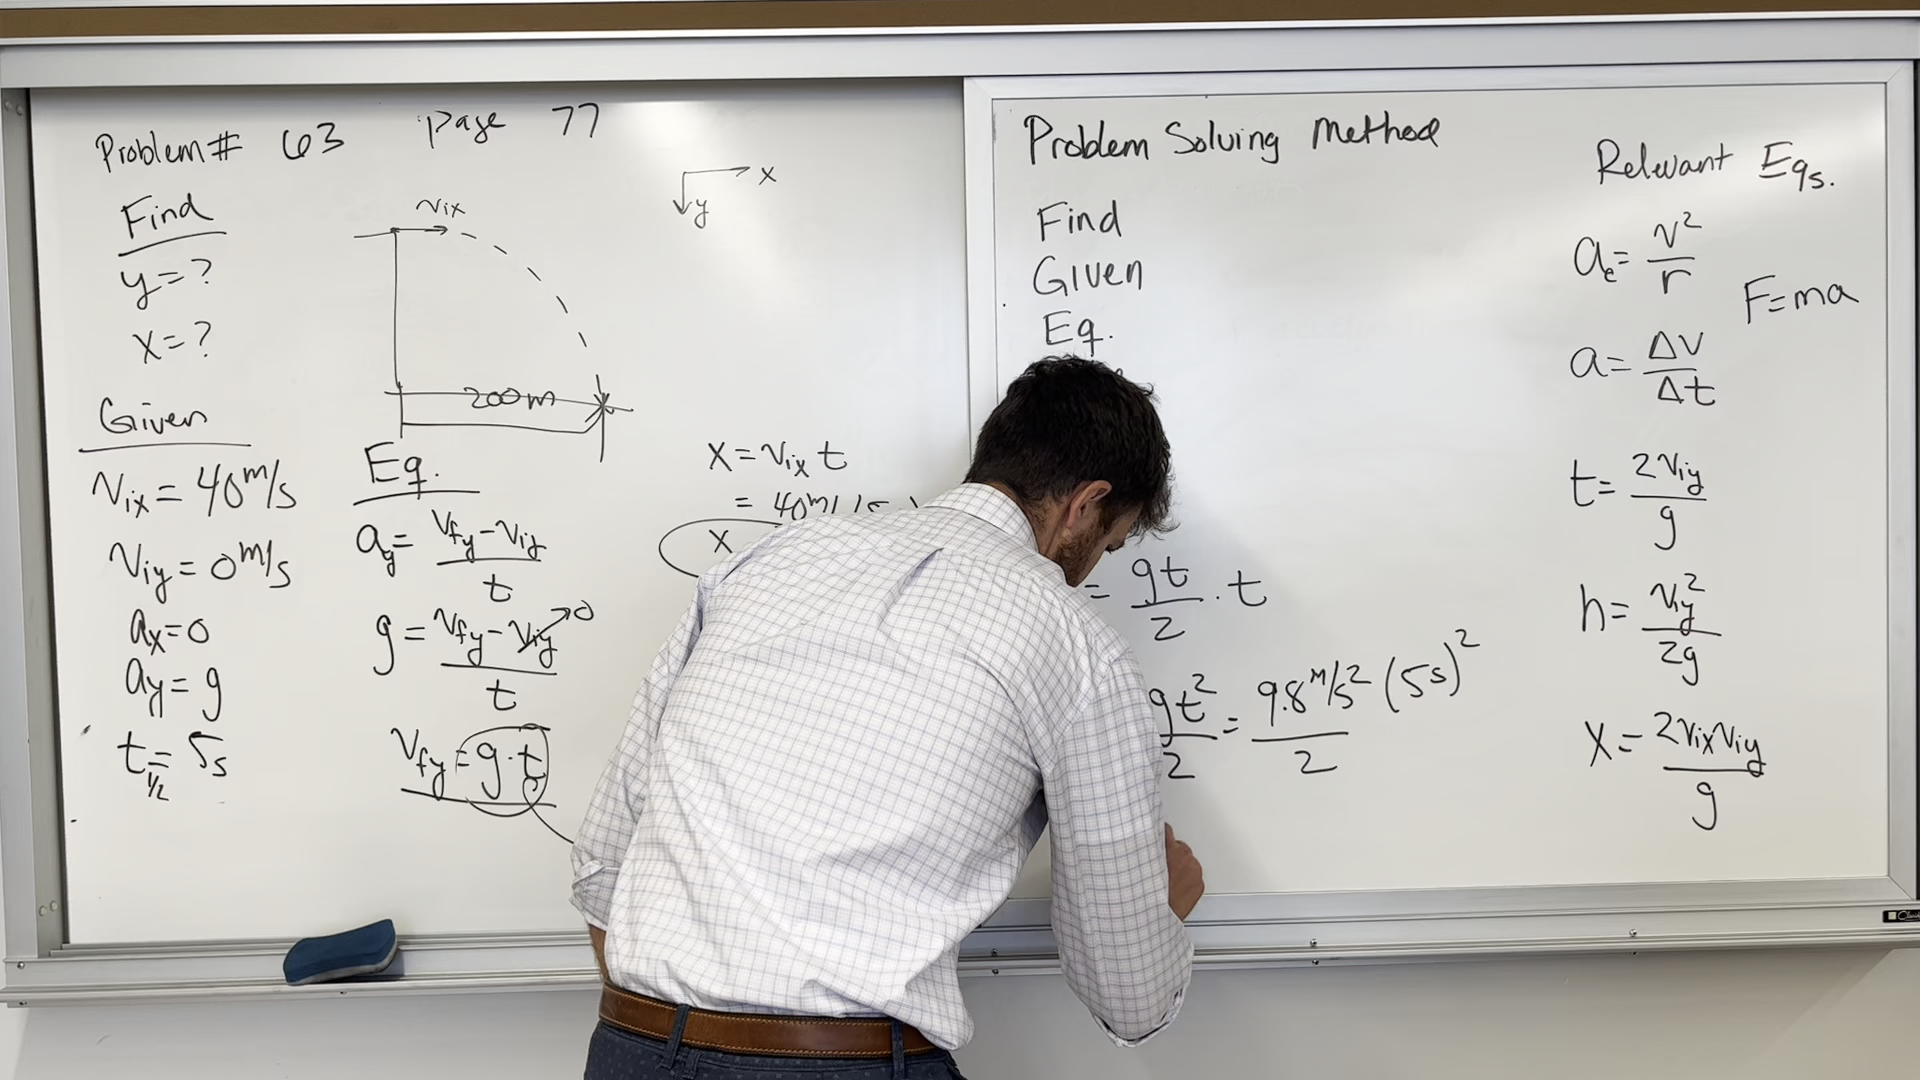 Problem # 63 page 77
Find
y = ?
x = ?
Given
Vix = 40 m/s
Viy = 0 m/s
ax = 0
ay = g
t1/2 = 5s
x
y
Vix
200m
Eq.
ay = (Vfy - Viy)/t
g = (Vfy - Viy)/t → 0
Vfy = g·t
x = Vix t
= 40 m/
x
Problem Solving Method
Find
Given
Eq.
= gt/2 · t
gt²/2 = 9.8 m/s² (5s)²/2
Relevant Eqs.
ac = v²/r
F = ma
a = Δv/Δt
t = 2Viy/g
h = Viy²/2g
x = 2VixViy/g